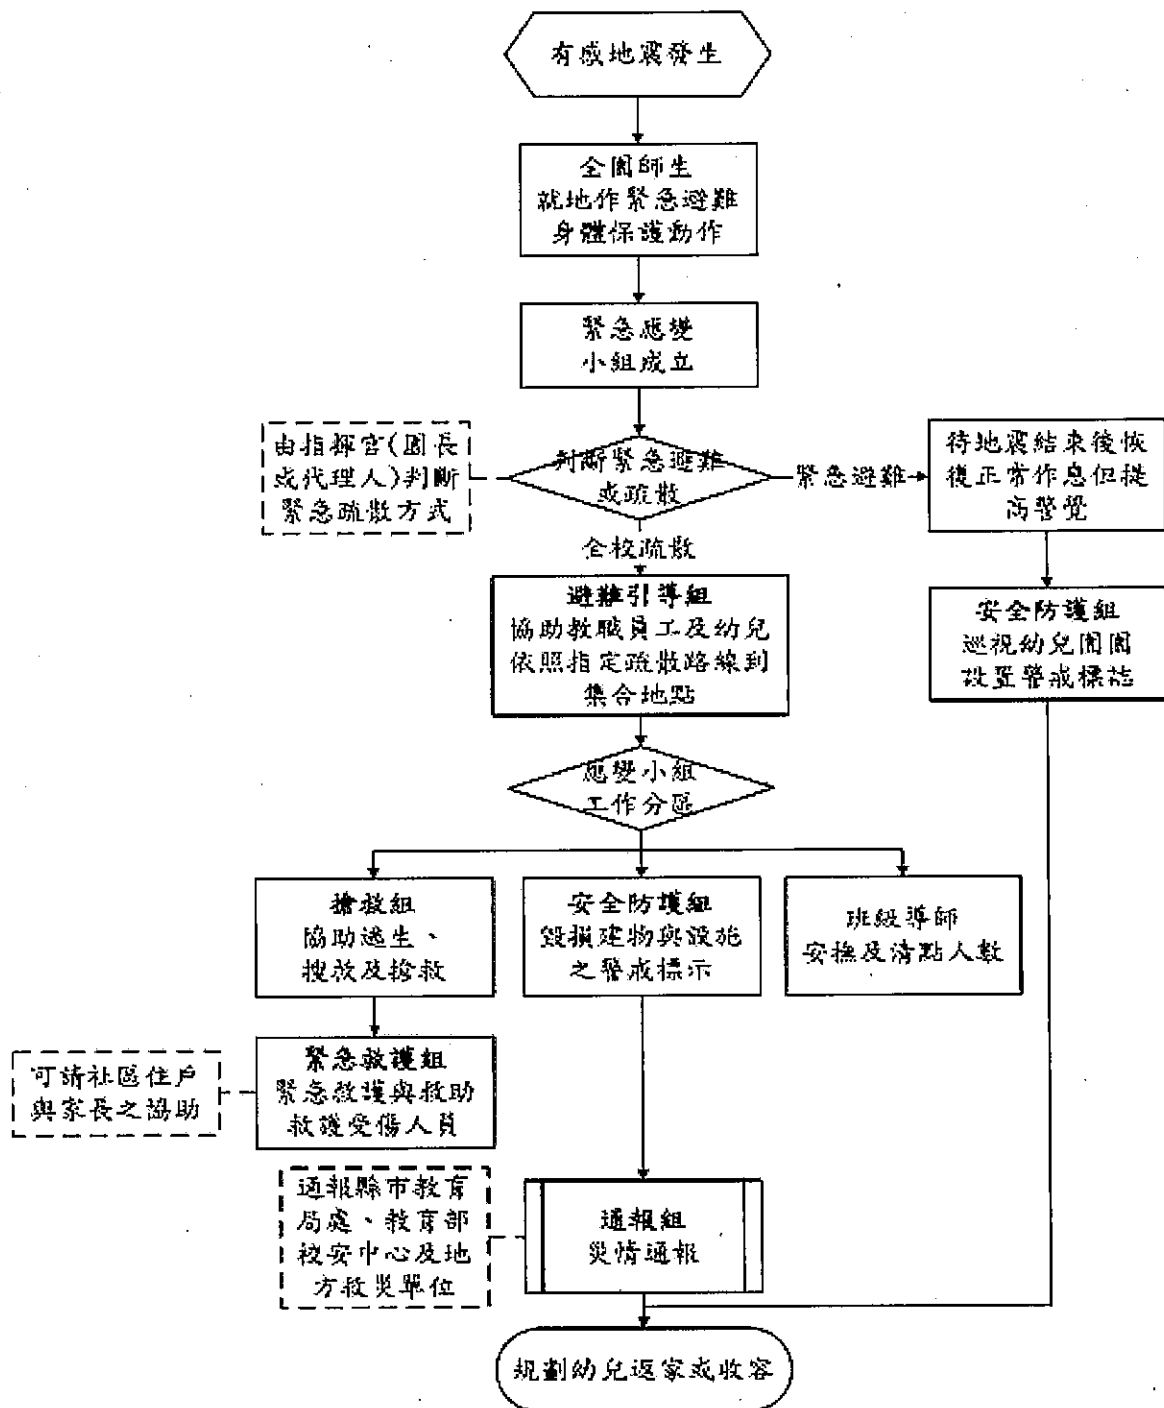 有感地震發生
全園師生
就地作緊急避難
身體保護動作
緊急應變
小組成立
由指揮官(園長
或代理人)判斷
緊急疏散方式
判斷緊急避難
或疏散
緊急避難
待地震結束後恢
復正常作息但提
高警覺
全校疏散
避難引導組
協助教職員工及幼兒
依照指定疏散路線到
集合地點
安全防護組
巡視幼兒園園
設置警戒標誌
應變小組
工作分區
搶救組
協助逃生、
搜救及搶救
安全防護組
毀損建物與設施
之警戒標示
班級導師
安撫及清點人數
可請社區住戶
與家長之協助
緊急救護組
緊急救護與救助
救護受傷人員
通報縣市教育
局處、教育部
校安中心及地
方救災單位
通報組
災情通報
規劃幼兒返家或收容